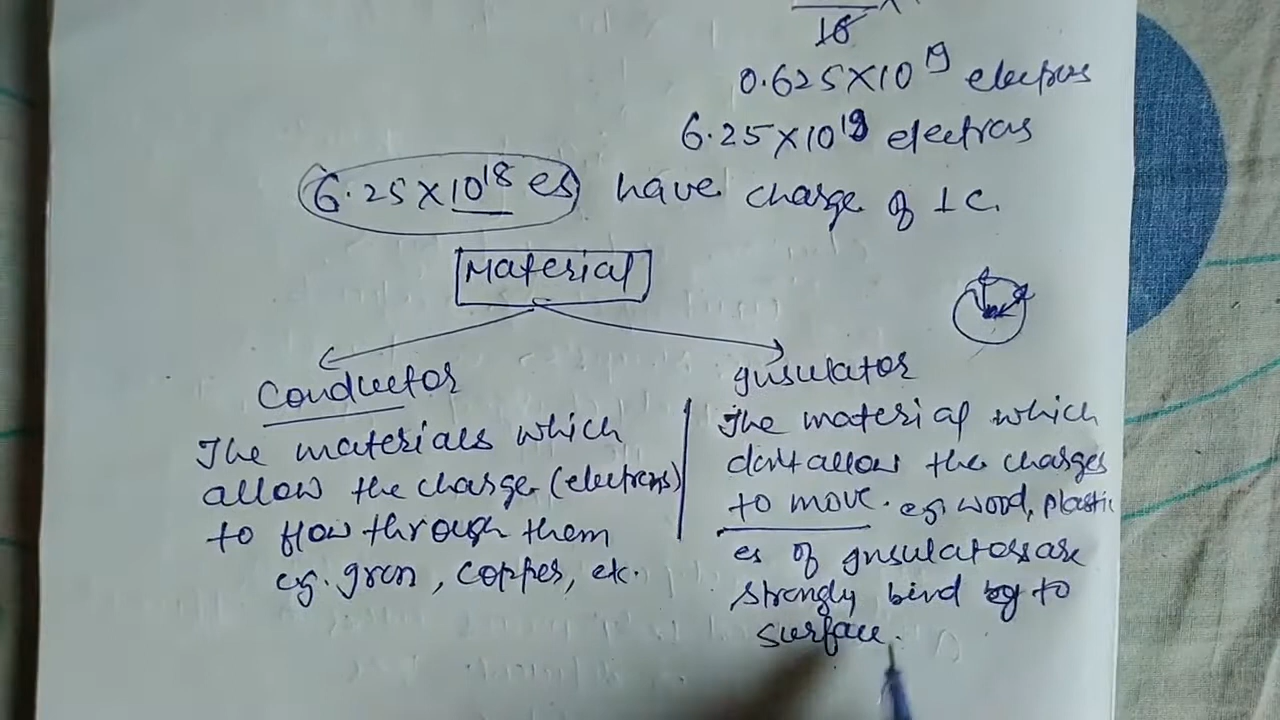 16
0.625×10^19 electrons
6.25×10^18 electrons
6.25×10^18 es have charge of 1C.
Material
Conductor
The materials which
allow the charge (electrons)
to flow through them
eg. Iron, Copper, etc.
Insulator
The material which
don't allow the charges
to move. eg. wood, plastic
es of Insulators are
strongly bind to
surface.